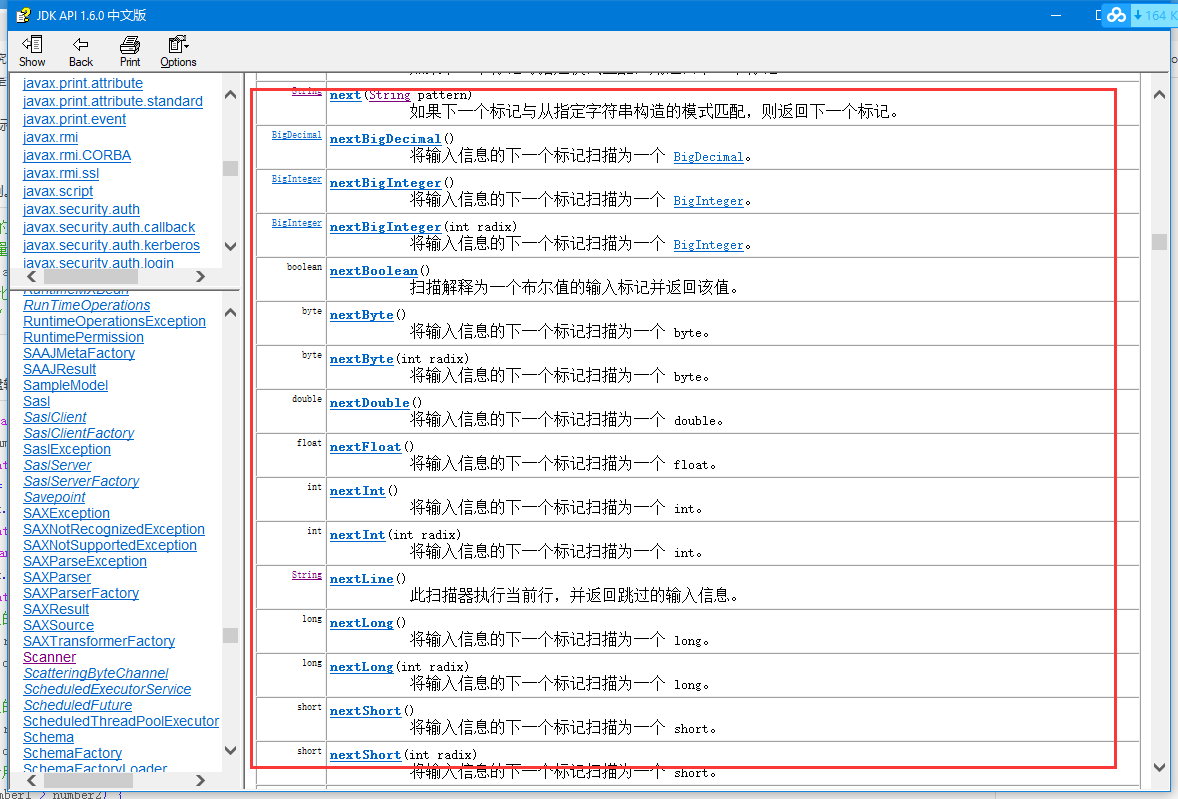 JDK API 1.6.0 中文版
164 K
Show
Back
Print
Options
javax.print.attribute
javax.print.attribute.standard
javax.print.event
javax.rmi
javax.rmi.CORBA
javax.rmi.ssl
javax.script
javax.security.auth
javax.security.auth.callback
javax.security.auth.kerberos
javax.security.auth.login
RuntimeMXBean
RunTimeOperations
RuntimeOperationsException
RuntimePermission
SAAJMetaFactory
SAAJResult
SampleModel
Sasl
SaslClient
SaslClientFactory
SaslException
SaslServer
SaslServerFactory
Savepoint
SAXException
SAXNotRecognizedException
SAXNotSupportedException
SAXParseException
SAXParser
SAXParserFactory
SAXResult
SAXSource
SAXTransformerFactory
Scanner
ScatteringByteChannel
ScheduledExecutorService
ScheduledFuture
ScheduledThreadPoolExecutor
Schema
SchemaFactory
SchemaFactoryLoader
String next(String pattern)
如果下一个标记与从指定字符串构造的模式匹配，则返回下一个标记。
BigDecimal nextBigDecimal()
将输入信息的下一个标记扫描为一个 BigDecimal。
BigInteger nextBigInteger()
将输入信息的下一个标记扫描为一个 BigInteger。
BigInteger nextBigInteger(int radix)
将输入信息的下一个标记扫描为一个 BigInteger。
boolean nextBoolean()
扫描解释为一个布尔值的输入标记并返回该值。
byte nextByte()
将输入信息的下一个标记扫描为一个 byte。
byte nextByte(int radix)
将输入信息的下一个标记扫描为一个 byte。
double nextDouble()
将输入信息的下一个标记扫描为一个 double。
float nextFloat()
将输入信息的下一个标记扫描为一个 float。
int nextInt()
将输入信息的下一个标记扫描为一个 int。
int nextInt(int radix)
将输入信息的下一个标记扫描为一个 int。
String nextLine()
此扫描器执行当前行，并返回跳过的输入信息。
long nextLong()
将输入信息的下一个标记扫描为一个 long。
long nextLong(int radix)
将输入信息的下一个标记扫描为一个 long。
short nextShort()
将输入信息的下一个标记扫描为一个 short。
short nextShort(int radix)
将输入信息的下一个标记扫描为一个 short。